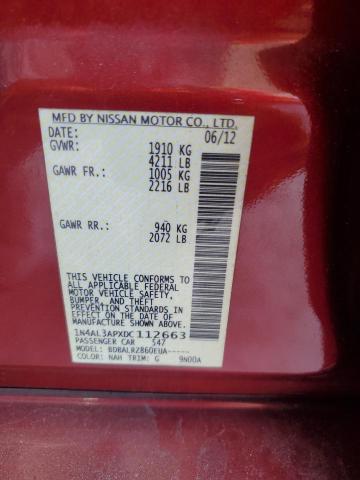 MFD BY NISSAN MOTOR CO., LTD.
DATE: 06/12
GVWR: 1910 KG
4211 LB
GAWR FR: 1005 KG
2216 LB
GAWR RR: 940 KG
2072 LB
THIS VEHICLE CONFORMS TO
ALL APPLICABLE FEDERAL
MOTOR VEHICLE SAFETY,
BUMPER, AND THEFT
PREVENTION STANDARDS IN
EFFECT ON THE DATE OF
MANUFACTURE SHOWN ABOVE.
1N4AL3APXDC112663
PASSENGER CAR 547
MODEL: BDBALRZB60EUA-----
COLOR: NAH TRIM: G 9N00A